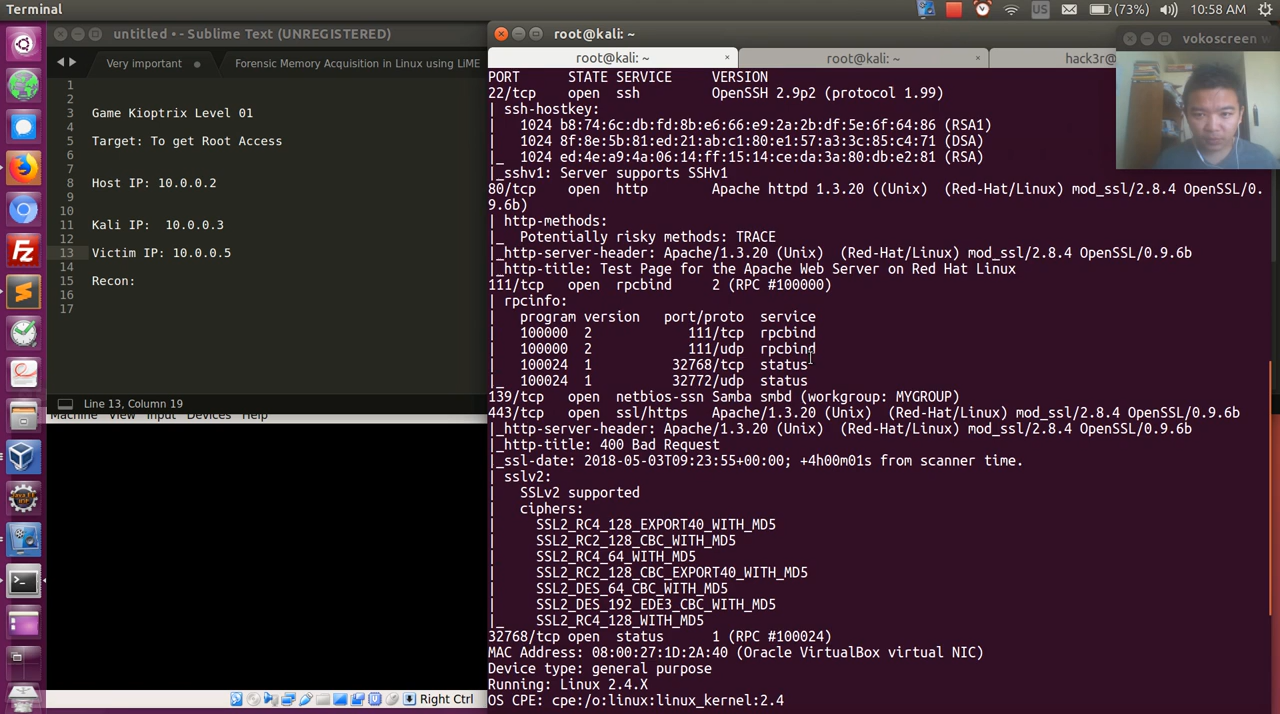 Terminal
US
(73%)
10:58 AM
untitled • - Sublime Text (UNREGISTERED)
Very important
Forensic Memory Acquisition in Linux using LiME
1
2
3 Game Kioptrix Level 01
4
5 Target: To get Root Access
6
7
8 Host IP: 10.0.0.2
9
10
11 Kali IP:  10.0.0.3
12
13 Victim IP: 10.0.0.5
14
15 Recon:
16
17
Line 13, Column 19
Machine View Input Devices Help
Right Ctrl
root@kali: ~
root@kali: ~ × root@kali: ~ × hack3r@
vokoscreen w
PORT      STATE SERVICE     VERSION
22/tcp    open  ssh         OpenSSH 2.9p2 (protocol 1.99)
| ssh-hostkey:
|   1024 b8:74:6c:db:fd:8b:e6:66:e9:2a:2b:df:5e:6f:64:86 (RSA1)
|   1024 8f:8e:5b:81:ed:21:ab:c1:80:e1:57:a3:3c:85:c4:71 (DSA)
|_  1024 ed:4e:a9:4a:06:14:ff:15:14:ce:da:3a:80:db:e2:81 (RSA)
|_sshv1: Server supports SSHv1
80/tcp    open  http        Apache httpd 1.3.20 ((Unix)  (Red-Hat/Linux) mod_ssl/2.8.4 OpenSSL/0.
9.6b)
| http-methods:
|_  Potentially risky methods: TRACE
|_http-server-header: Apache/1.3.20 (Unix)  (Red-Hat/Linux) mod_ssl/2.8.4 OpenSSL/0.9.6b
|_http-title: Test Page for the Apache Web Server on Red Hat Linux
111/tcp   open  rpcbind     2 (RPC #100000)
| rpcinfo:
|   program version   port/proto  service
|   100000  2            111/tcp  rpcbind
|   100000  2            111/udp  rpcbind
|   100024  1          32768/tcp  status
|_  100024  1          32772/udp  status
139/tcp   open  netbios-ssn Samba smbd (workgroup: MYGROUP)
443/tcp   open  ssl/https   Apache/1.3.20 (Unix)  (Red-Hat/Linux) mod_ssl/2.8.4 OpenSSL/0.9.6b
|_http-server-header: Apache/1.3.20 (Unix)  (Red-Hat/Linux) mod_ssl/2.8.4 OpenSSL/0.9.6b
|_http-title: 400 Bad Request
|_ssl-date: 2018-05-03T09:23:55+00:00; +4h00m01s from scanner time.
| sslv2:
|   SSLv2 supported
|   ciphers:
|     SSL2_RC4_128_EXPORT40_WITH_MD5
|     SSL2_RC2_128_CBC_WITH_MD5
|     SSL2_RC4_64_WITH_MD5
|     SSL2_RC2_128_CBC_EXPORT40_WITH_MD5
|     SSL2_DES_64_CBC_WITH_MD5
|     SSL2_DES_192_EDE3_CBC_WITH_MD5
|_    SSL2_RC4_128_WITH_MD5
32768/tcp open  status      1 (RPC #100024)
MAC Address: 08:00:27:1D:2A:40 (Oracle VirtualBox virtual NIC)
Device type: general purpose
Running: Linux 2.4.X
OS CPE: cpe:/o:linux:linux_kernel:2.4